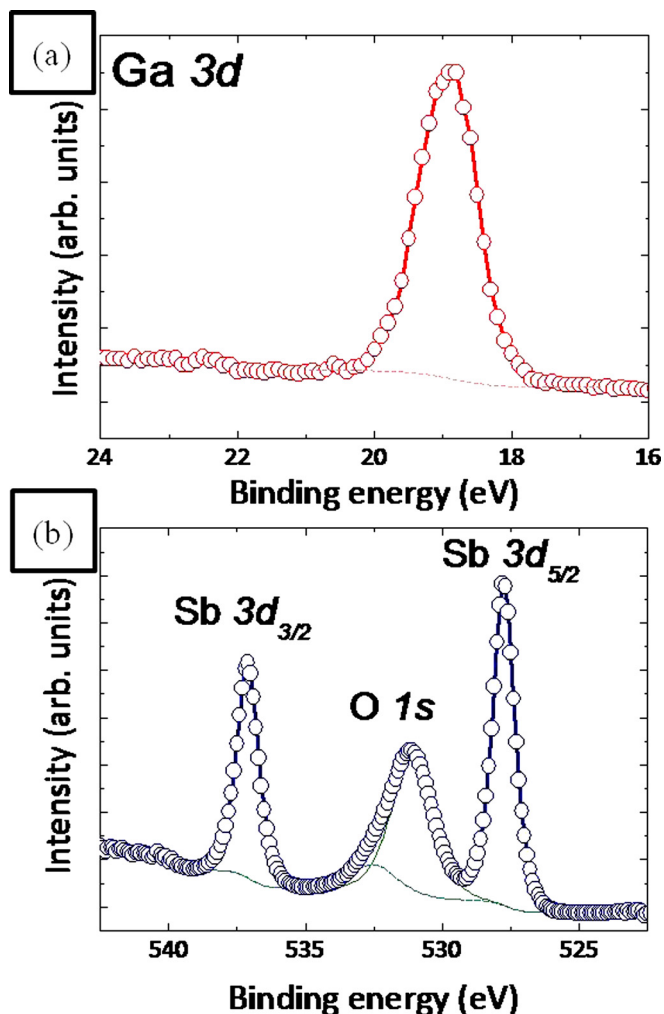 (a)
Ga 3d
Intensity (arb. units)
24 22 20 18 16
Binding energy (eV)
(b)
Sb 3d5/2
Sb 3d3/2
O 1s
Intensity (arb. units)
540 535 530 525
Binding energy (eV)